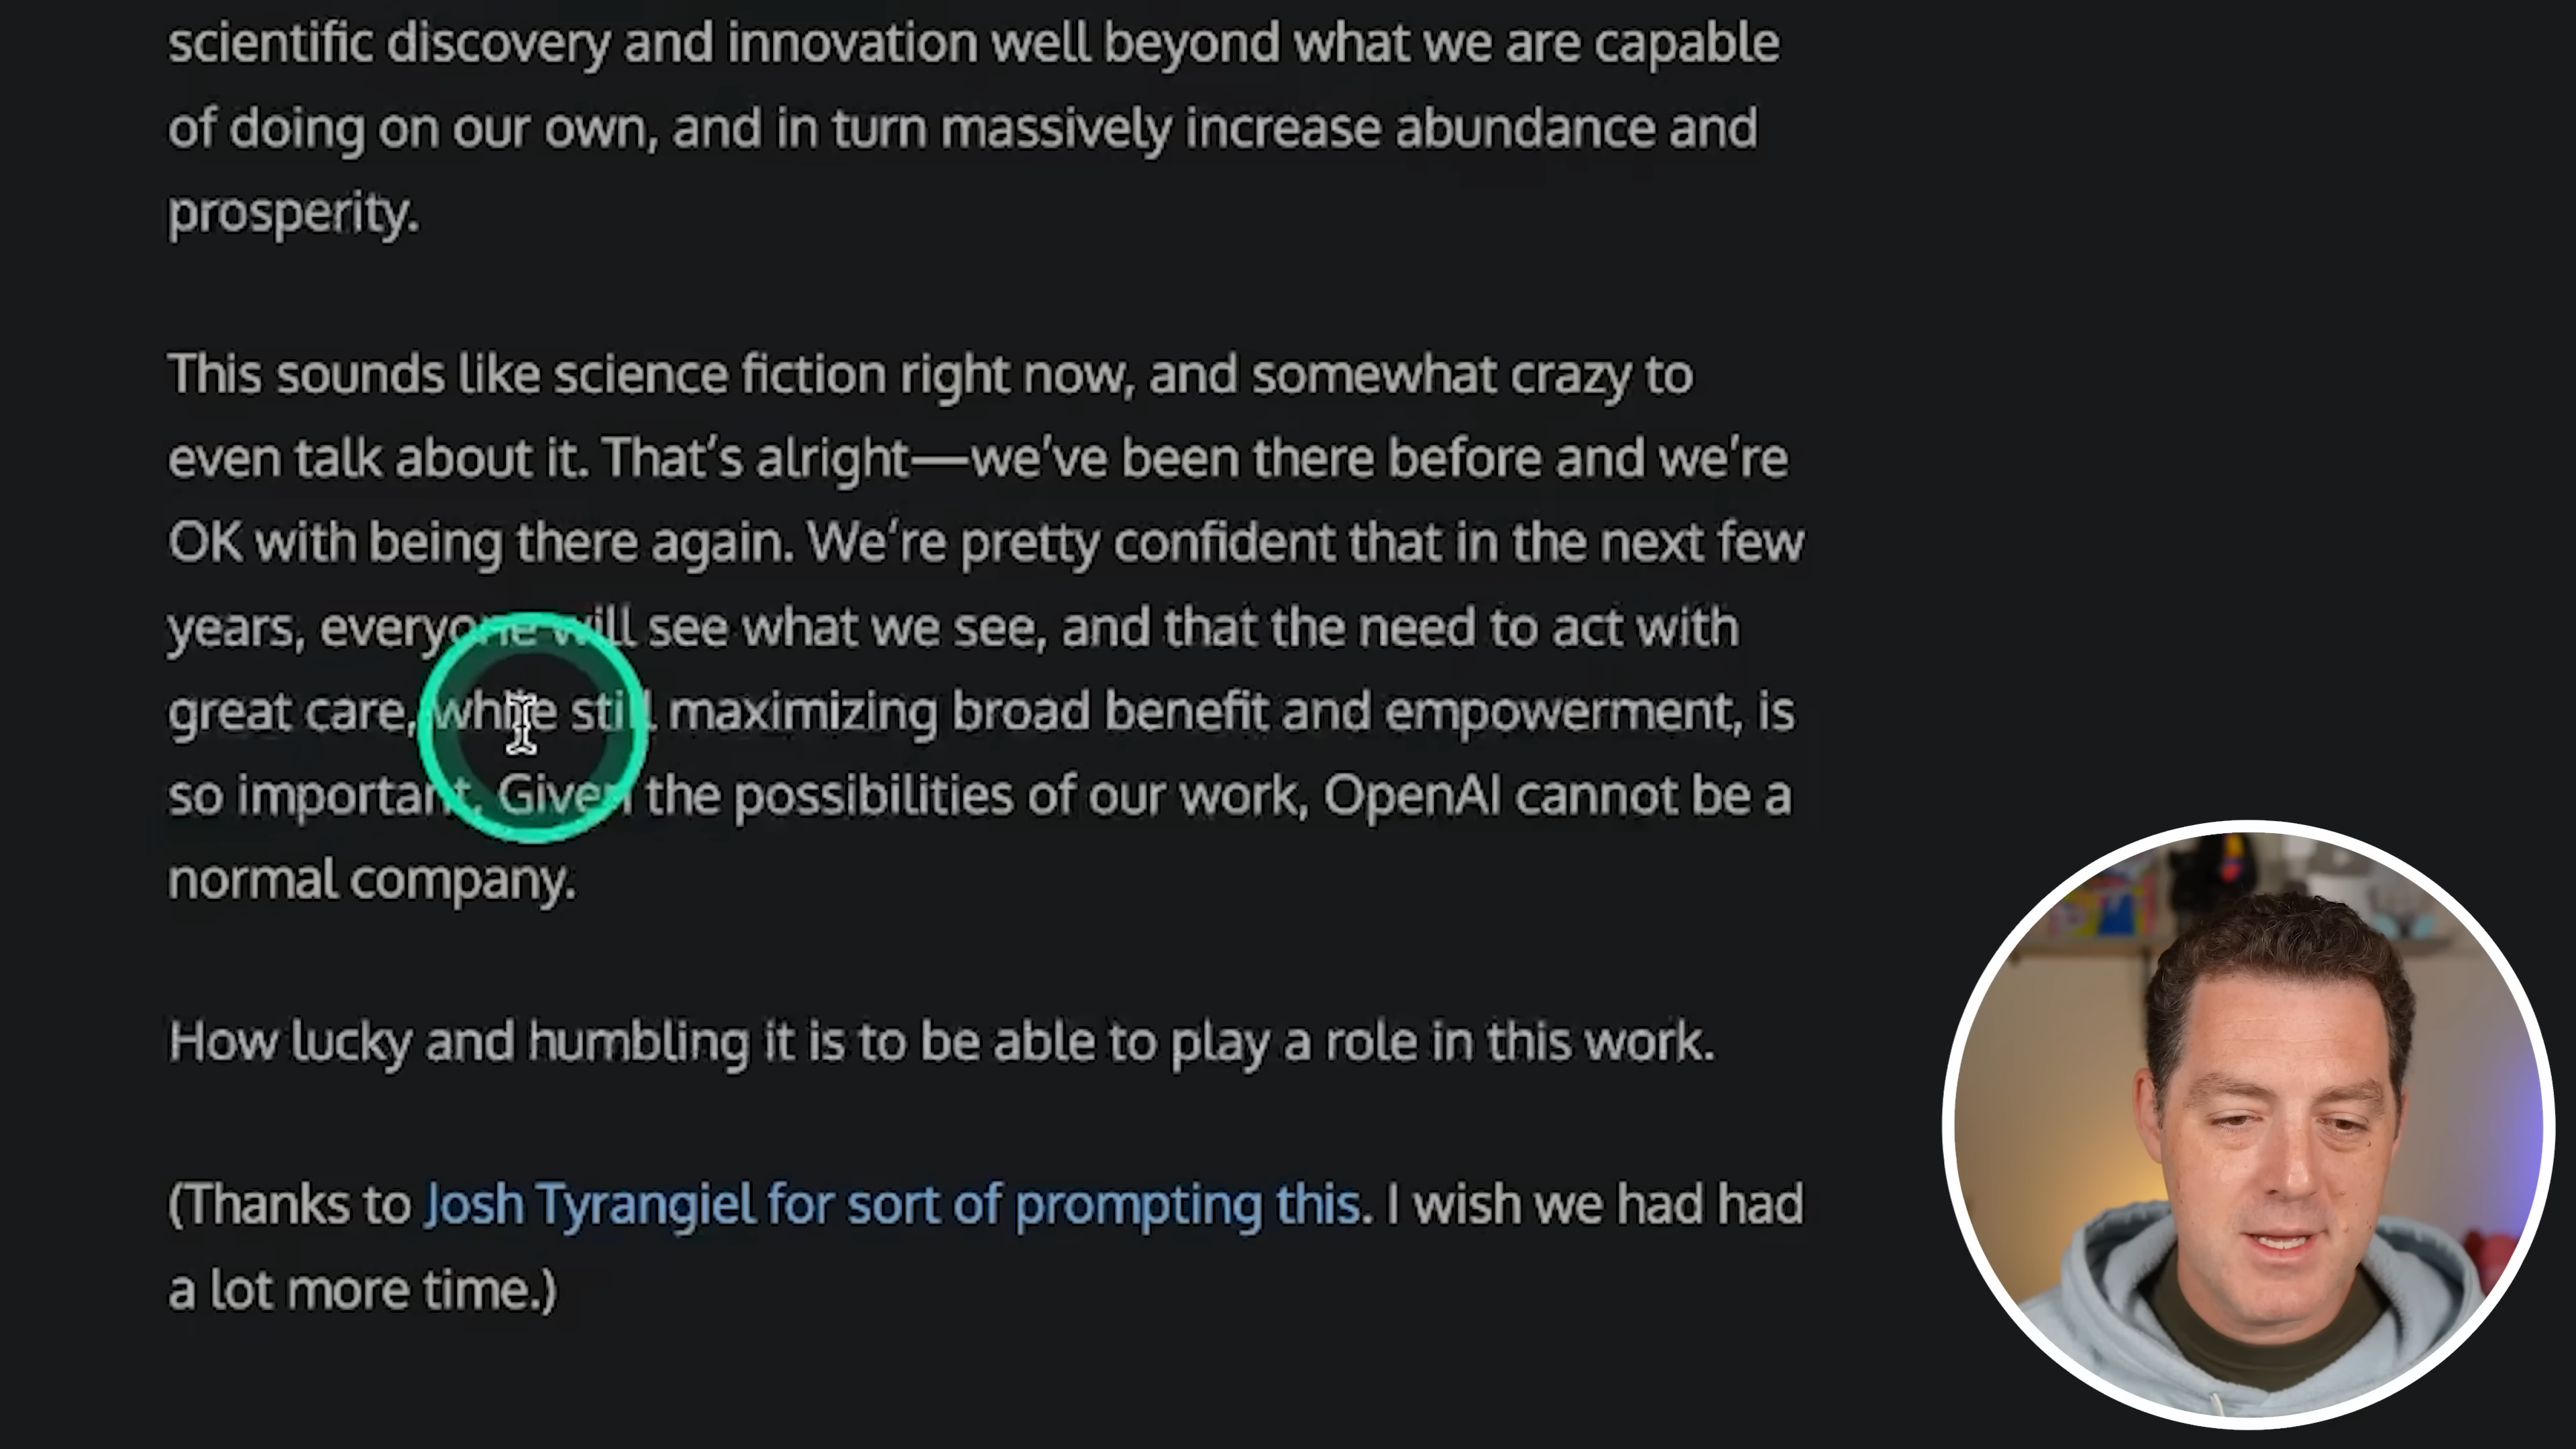 scientific discovery and innovation well beyond what we are capable
of doing on our own, and in turn massively increase abundance and
prosperity.
This sounds like science fiction right now, and somewhat crazy to
even talk about it. That’s alright—we’ve been there before and we’re
OK with being there again. We’re pretty confident that in the next few
years, everyone will see what we see, and that the need to act with
great care, while still maximizing broad benefit and empowerment, is
so important. Given the possibilities of our work, OpenAI cannot be a
normal company.
How lucky and humbling it is to be able to play a role in this work.
(Thanks to Josh Tyrangiel for sort of prompting this. I wish we had had
a lot more time.)